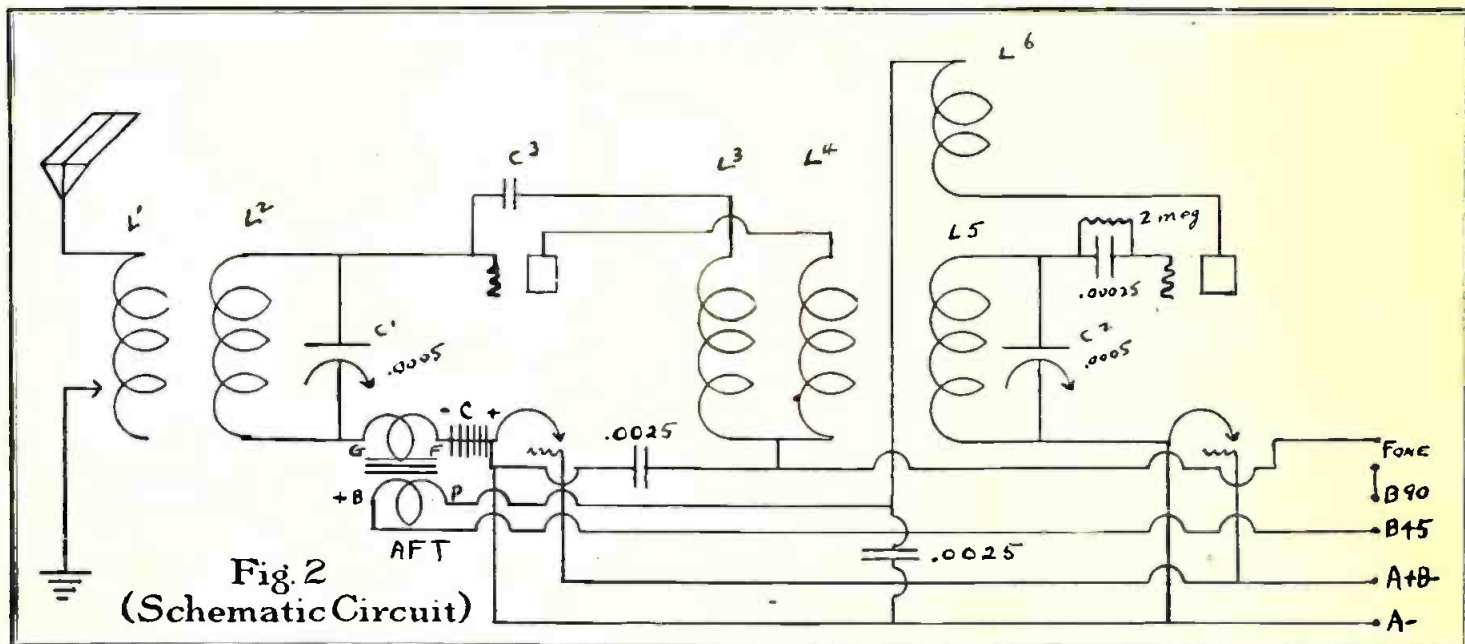 L6
C3
L3
L4
L1
L2
L5
2 meg
.00025
C1
.0005
C2
.0005
- C +
G
F
.0025
FONE
+B
P
B90
B45
AFT
.0025
A+B-
A-
Fig. 2
(Schematic Circuit)